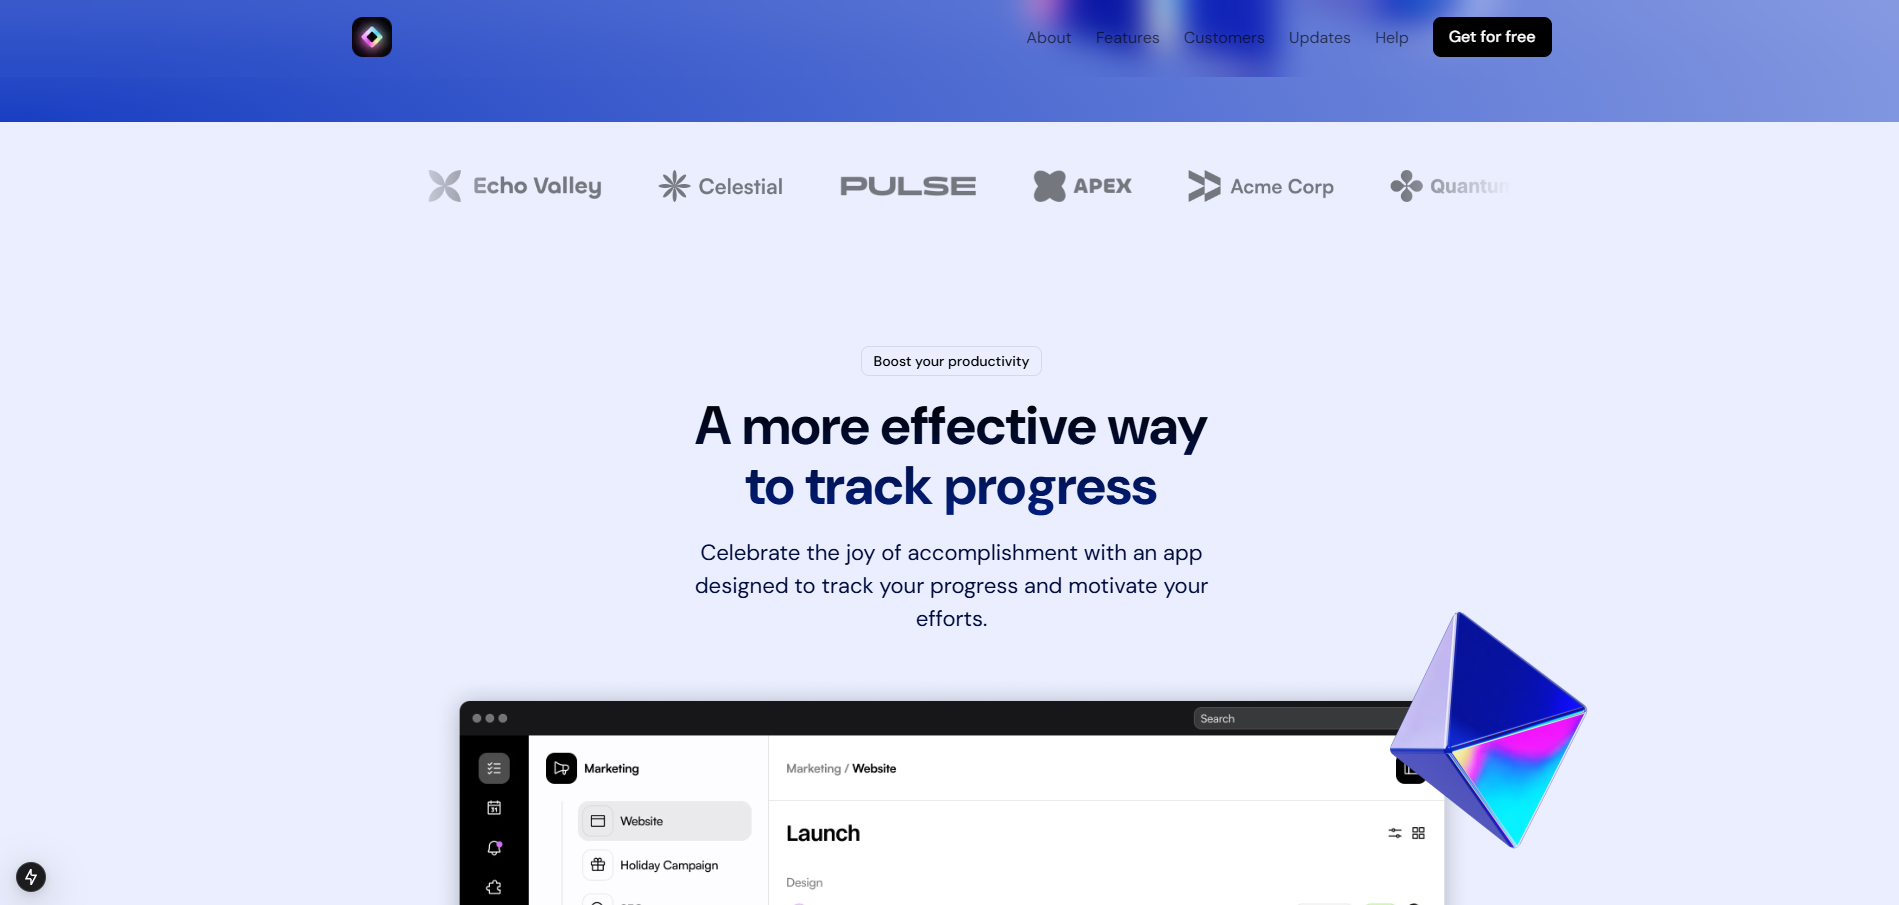 About Features Customers Updates Help Get for free
Echo Valley Celestial PULSE APEX Acme Corp Quantum
Boost your productivity
A more effective way
to track progress
Celebrate the joy of accomplishment with an app
designed to track your progress and motivate your
efforts.
Search
Marketing
Marketing / Website
31
Website
Launch
Holiday Campaign
Design